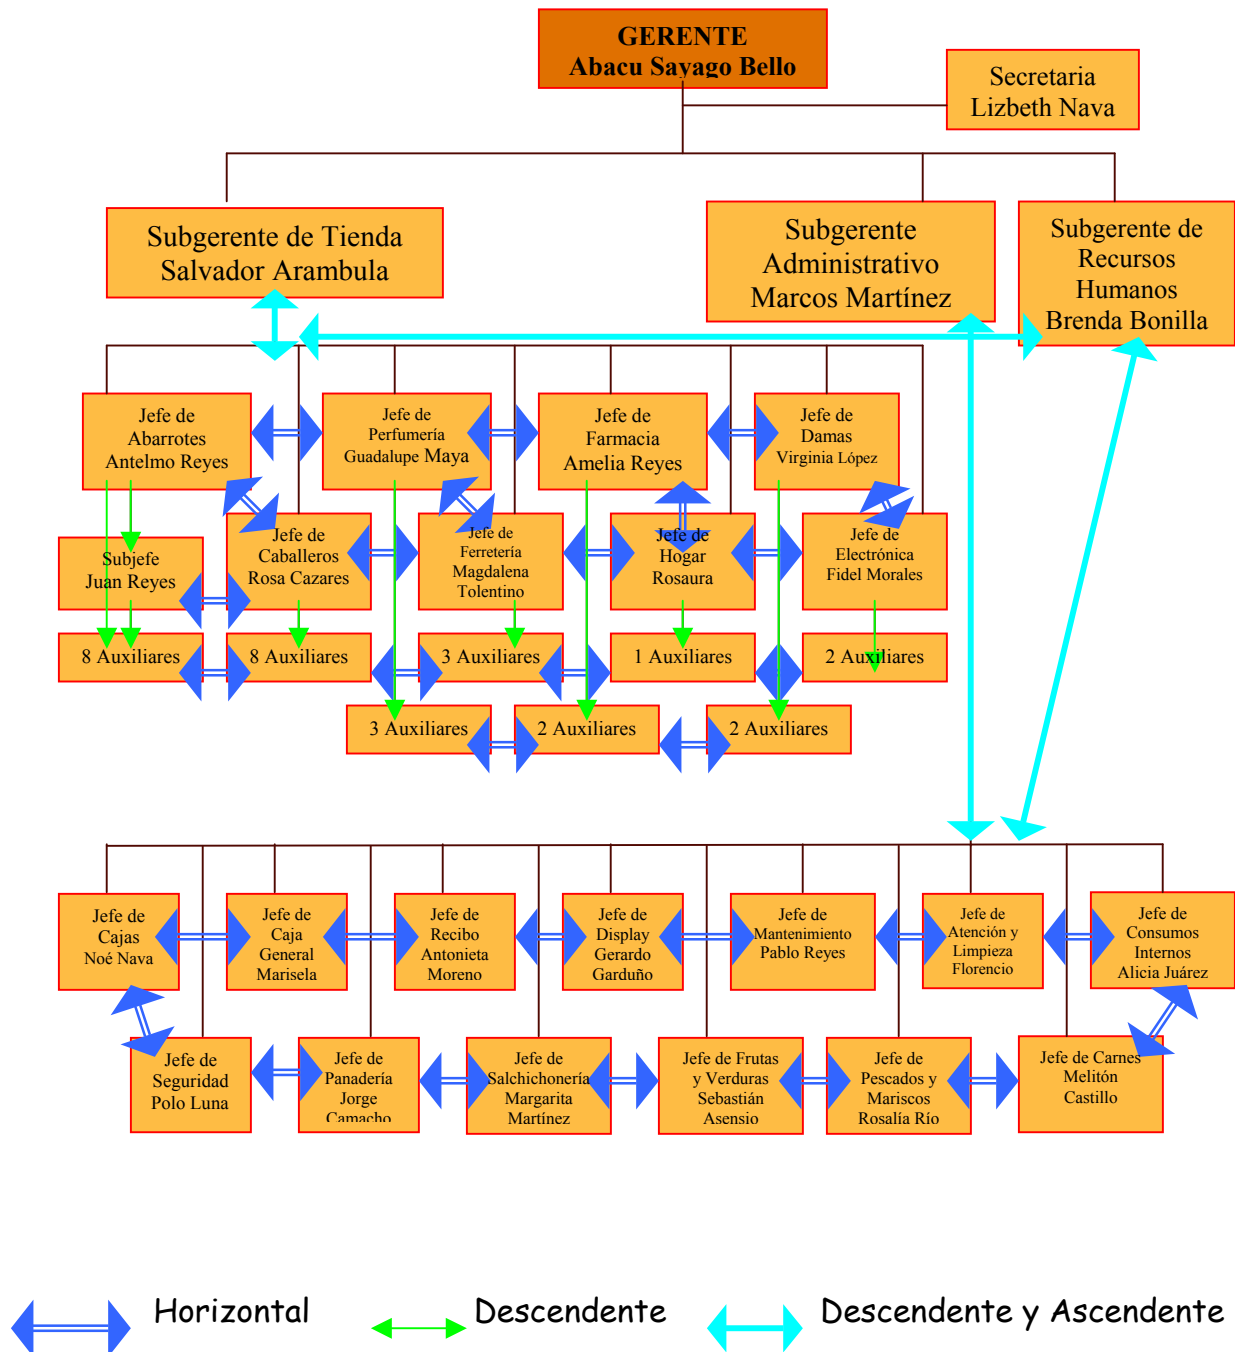 GERENTE
Abacu Sayago Bello
Secretaria
Lizbeth Nava
Subgerente de Tienda
Salvador Arambula
Subgerente
Administrativo
Marcos Martínez
Subgerente de
Recursos
Humanos
Brenda Bonilla
Jefe de
Abarrotes
Antelmo Reyes
Jefe de
Perfumería
Guadalupe Maya
Jefe de
Farmacia
Amelia Reyes
Jefe de
Damas
Virginia López
Subjefe
Juan Reyes
Jefe de
Caballeros
Rosa Cazares
Jefe de
Ferretería
Magdalena
Tolentino
Jefe de
Hogar
Rosaura
Jefe de
Electrónica
Fidel Morales
8 Auxiliares
8 Auxiliares
3 Auxiliares
1 Auxiliares
2 Auxiliares
3 Auxiliares
2 Auxiliares
2 Auxiliares
Jefe de
Cajas
Noé Nava
Jefe de
Caja
General
Marisela
Jefe de
Recibo
Antonieta
Moreno
Jefe de
Display
Gerardo
Garduño
Jefe de
Mantenimiento
Pablo Reyes
Jefe de
Atención y
Limpieza
Florencio
Jefe de
Consumos
Internos
Alicia Juárez
Jefe de
Seguridad
Polo Luna
Jefe de
Panadería
Jorge
Camacho
Jefe de
Salchichonería
Margarita
Martínez
Jefe de Frutas
y Verduras
Sebastián
Asensio
Jefe de
Pescados y
Mariscos
Rosalía Río
Jefe de Carnes
Melitón
Castillo
Horizontal
Descendente
Descendente y Ascendente